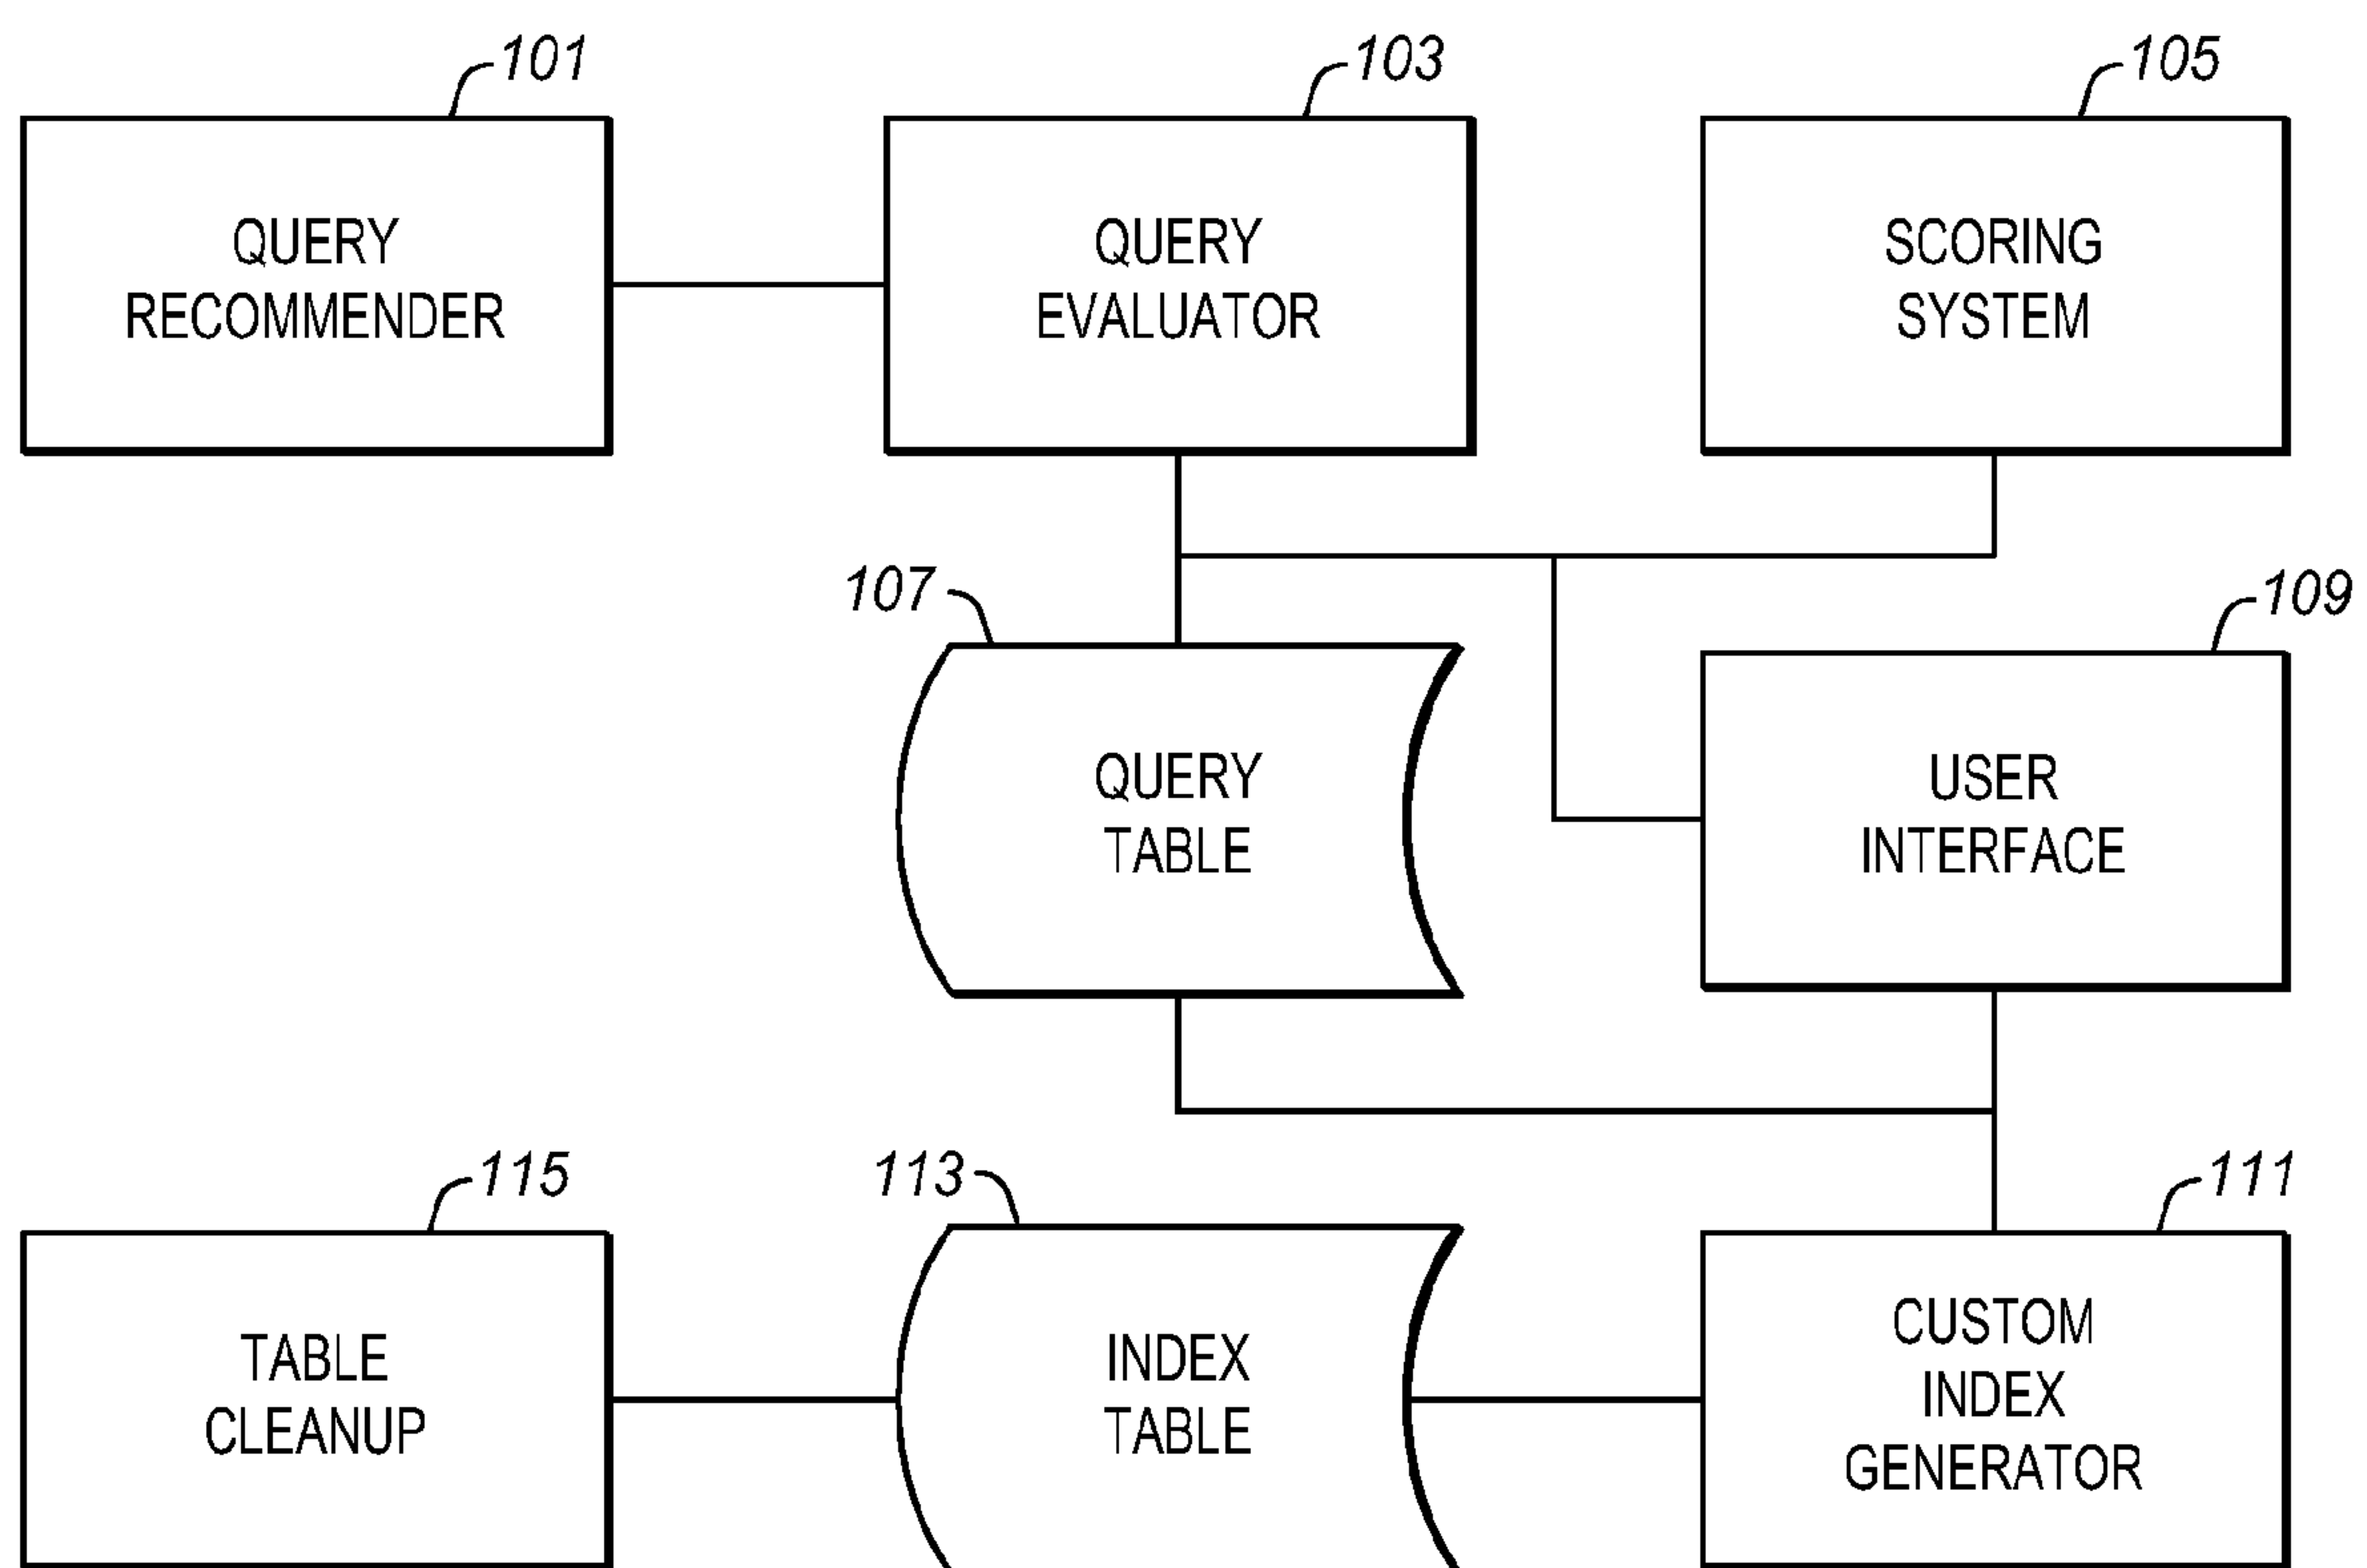 101
QUERY
RECOMMENDER
103
QUERY
EVALUATOR
105
SCORING
SYSTEM
107
QUERY
TABLE
109
USER
INTERFACE
115
TABLE
CLEANUP
113
INDEX
TABLE
111
CUSTOM
INDEX
GENERATOR